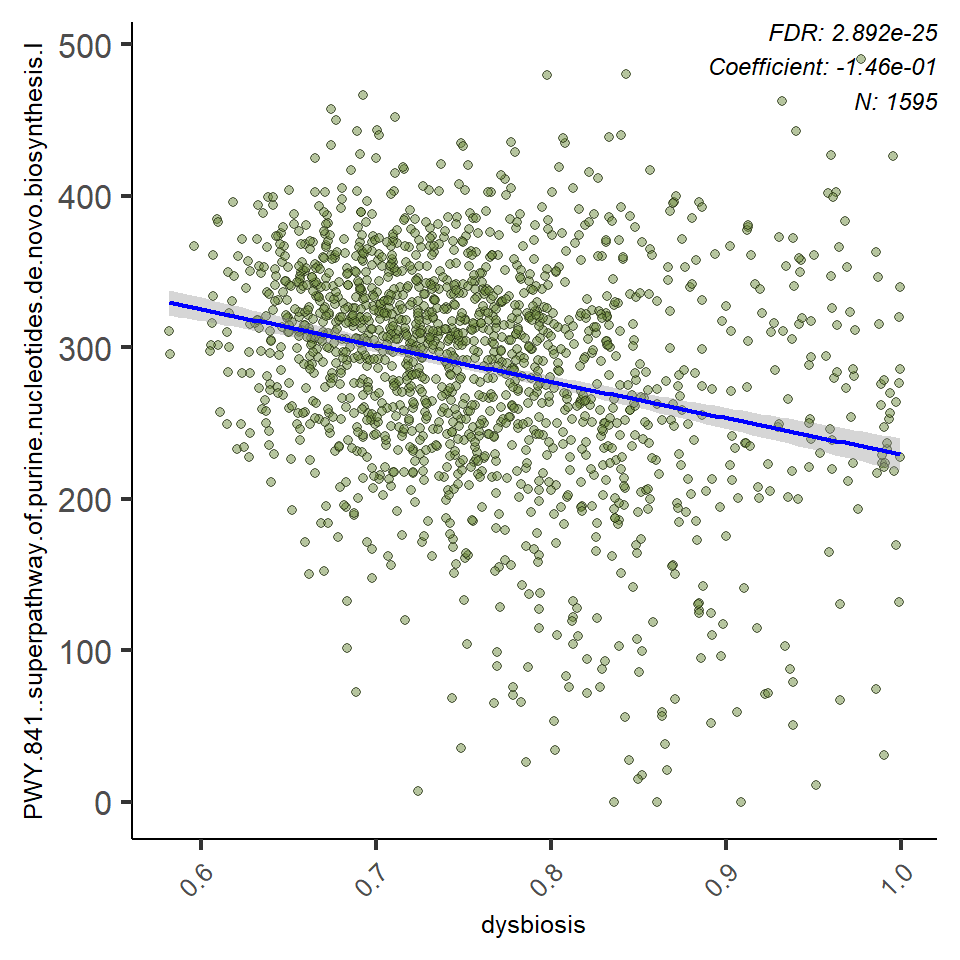 FDR: 2.892e-25
Coefficient: -1.46e-01
N: 1595
PWY.841..superpathway.of.purine.nucleotides.de.novo.biosynthesis.I
500
400
300
200
100
0
0.6
0.7
0.8
0.9
1.0
dysbiosis